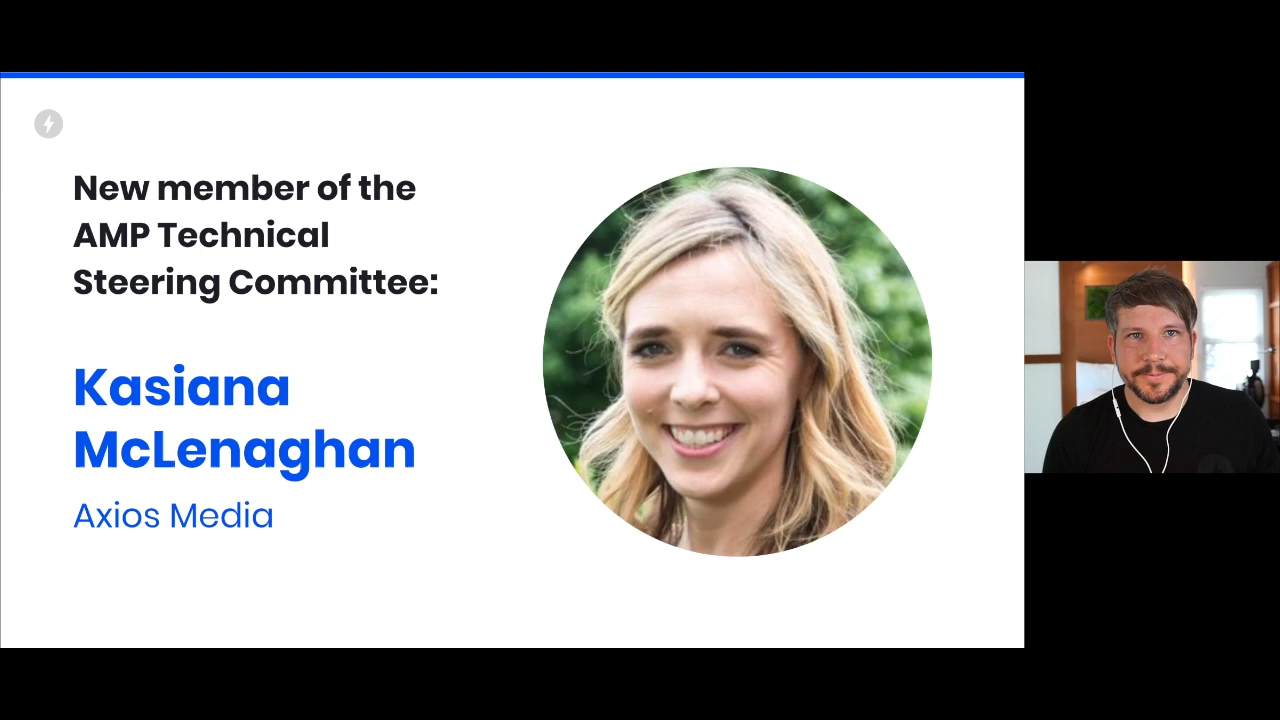 New member of the
AMP Technical
Steering Committee:
Kasiana
McLenaghan
Axios Media